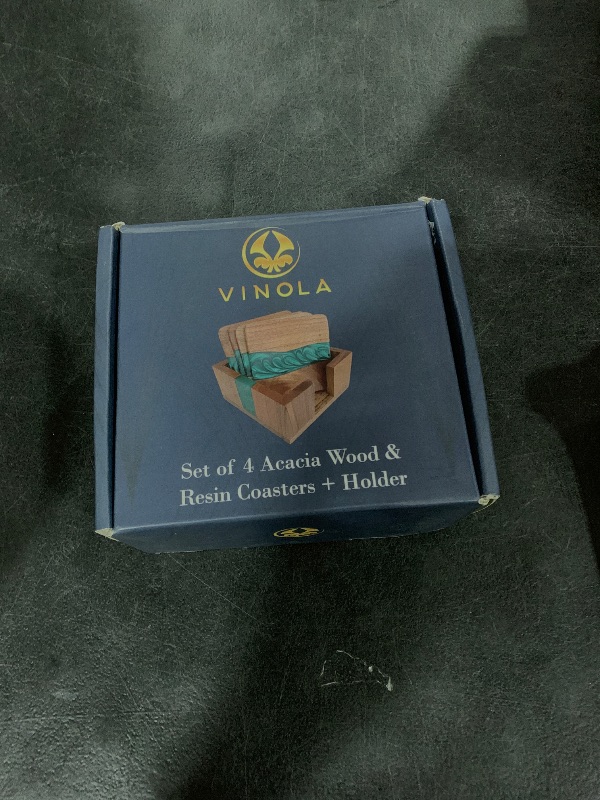 VINOLA
Set of 4 Acacia Wood &
Resin Coasters + Holder